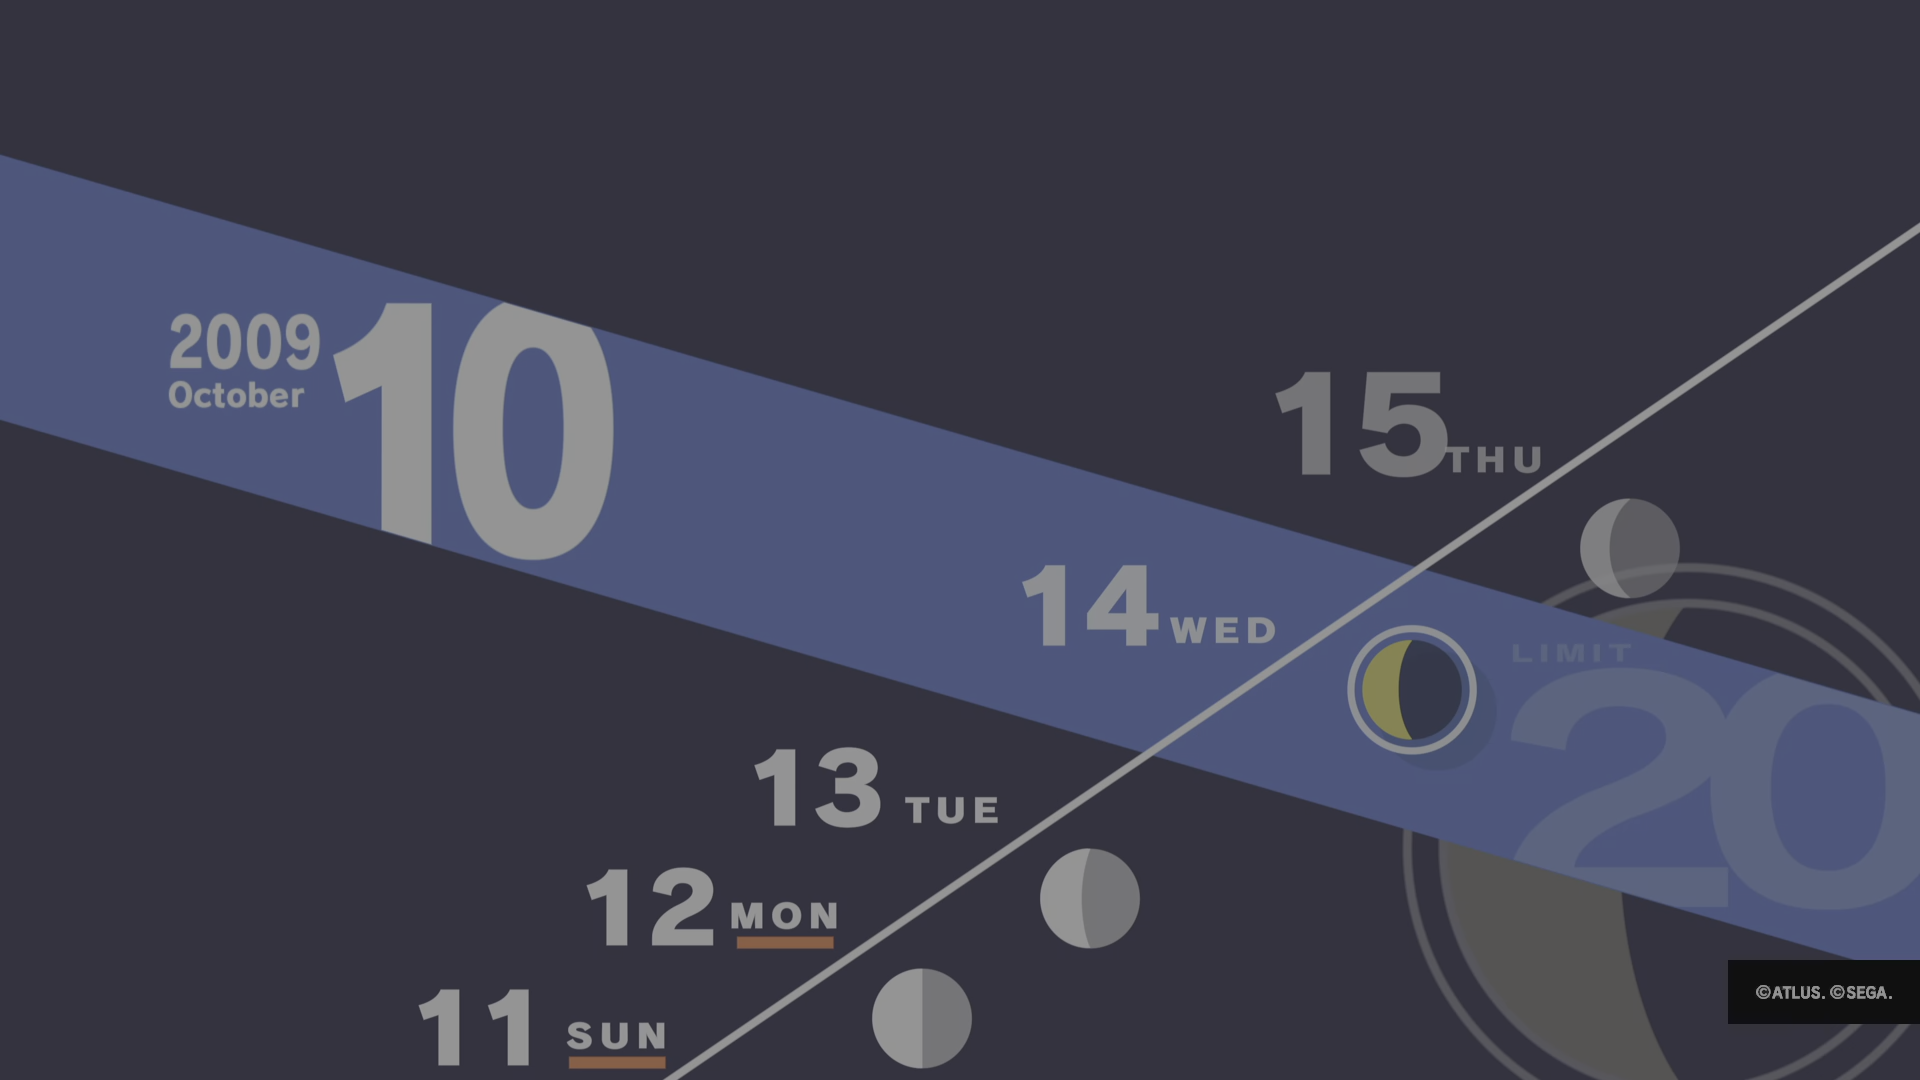 2009
October
10
15 THU
14 WED
LIMIT
20
13 TUE
12 MON
11 SUN
©ATLUS. ©SEGA.